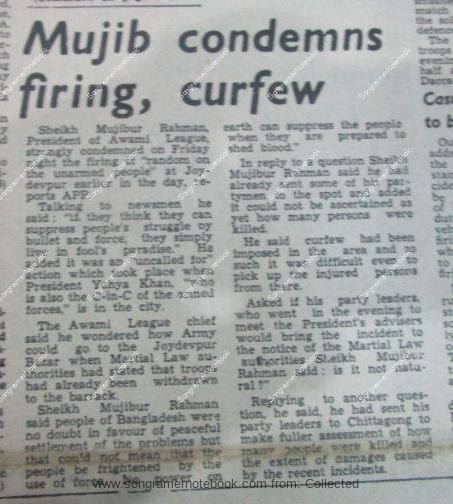 Mujib condemns
firing, curfew
Sheikh Mujibur Rahman,
President of Awami League,
strongly condemned on Friday
night the firing, at "random on
the unarmed people" at Joy-
devpur earlier in the day, re-
ports APP.
Talking to newsmen he
said: "if they think they can
suppress people's struggle by
bullet and force, they simply
live in fool's paradise." He
said it was an "uncalled for"
action which took place when
President Yahya Khan, "who
is also the C-in-C of the armed
forces," is in the city.
The Awami League chief
said he wondered how Army
could go to the Joydevpur
Bazar when Martial Law au-
thorities had stated that troops
had already been withdrawn
to the barrack.
Sheikh Mujibur Rahman
said people of Bangladesh were
no doubt in favour of peaceful
settlement of the problems but
that could not mean that the
people be frightened by the
use of force. power on
earth can suppress the people
when they are prepared to
shed blood."
In reply to a question Sheikh
Mujibur Rahman said he had
already sent some of his par-
tymen to the spot and added
it could not be ascertained as
yet how many persons were
killed.
He said curfew had been
imposed in the area and as
such it was difficult even to
pick up the injured persons
from there.
Asked if his party leaders,
who went in the evening to
meet the President's advisers
would bring the incident to
the notice of the Martial Law
authorities Sheikh Mujibur
Rahman said: is it not natu-
ral?"
Replying to another ques-
tion, he said, he had sent his
party leaders to Chittagong to
make fuller assessment of how
many people were killed and
the extent of damages caused
by the recent incidents.
www.songramernotebook.com from: Collected